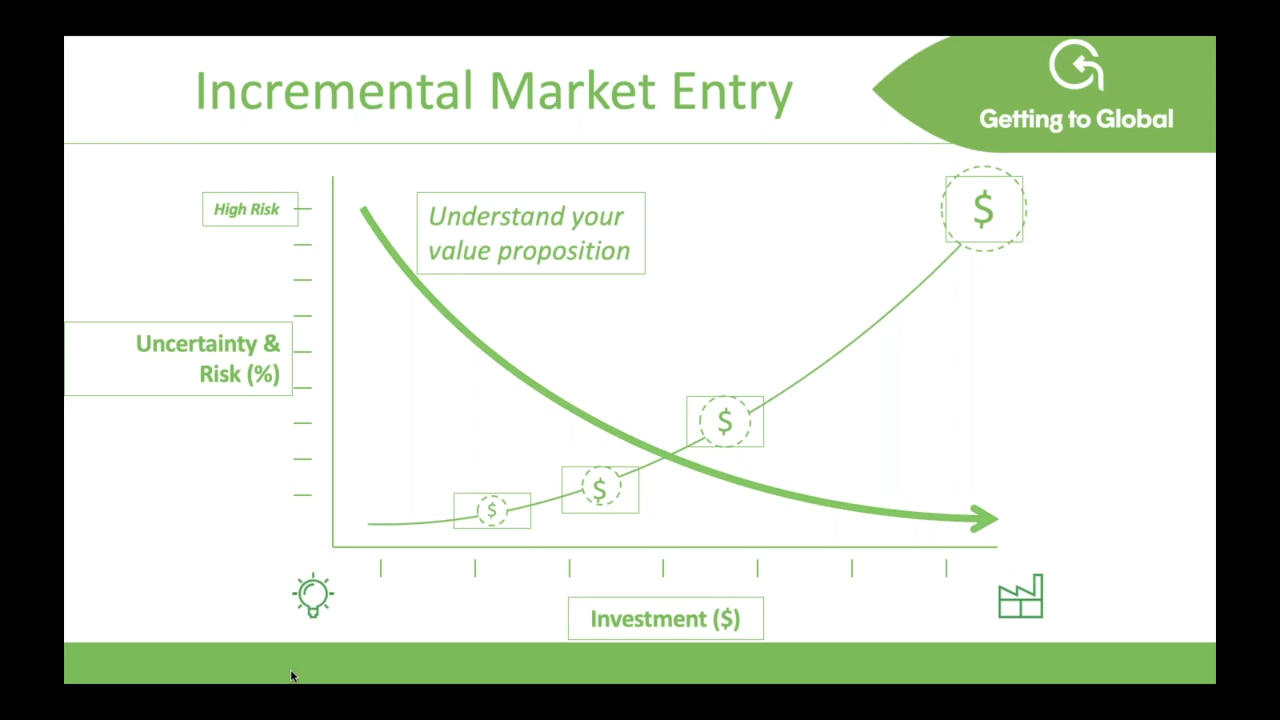 Incremental Market Entry
Getting to Global
High Risk
Understand your
value proposition
$
Uncertainty &
Risk (%)
$
$
$
Investment ($)